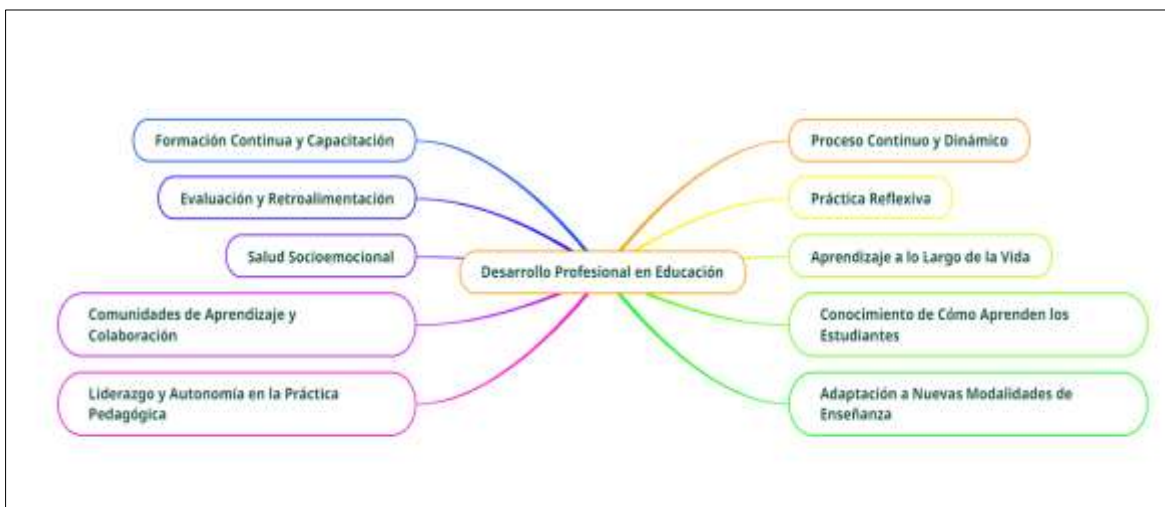 Formación Continua y Capacitación
Evaluación y Retroalimentación
Salud Socioemocional
Comunidades de Aprendizaje y
Colaboración
Liderazgo y Autonomía en la Práctica
Pedagógica
Desarrollo Profesional en Educación
Proceso Continuo y Dinámico
Práctica Reflexiva
Aprendizaje a lo Largo de la Vida
Conocimiento de Cómo Aprenden los
Estudiantes
Adaptación a Nuevas Modalidades de
Enseñanza